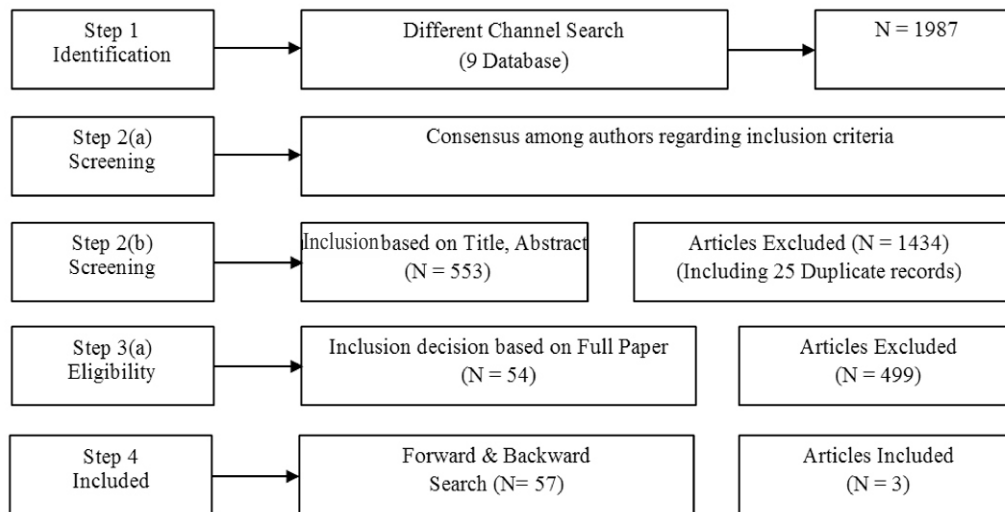 Step 1
Identification
Different Channel Search
(9 Database)
N = 1987
Step 2(a)
Screening
Consensus among authors regarding inclusion criteria
Step 2(b)
Screening
Inclusion based on Title, Abstract
(N = 553)
Articles Excluded (N = 1434)
(Including 25 Duplicate records)
Step 3(a)
Eligibility
Inclusion decision based on Full Paper
(N = 54)
Articles Excluded
(N = 499)
Step 4
Included
Forward & Backward
Search (N= 57)
Articles Included
(N = 3)